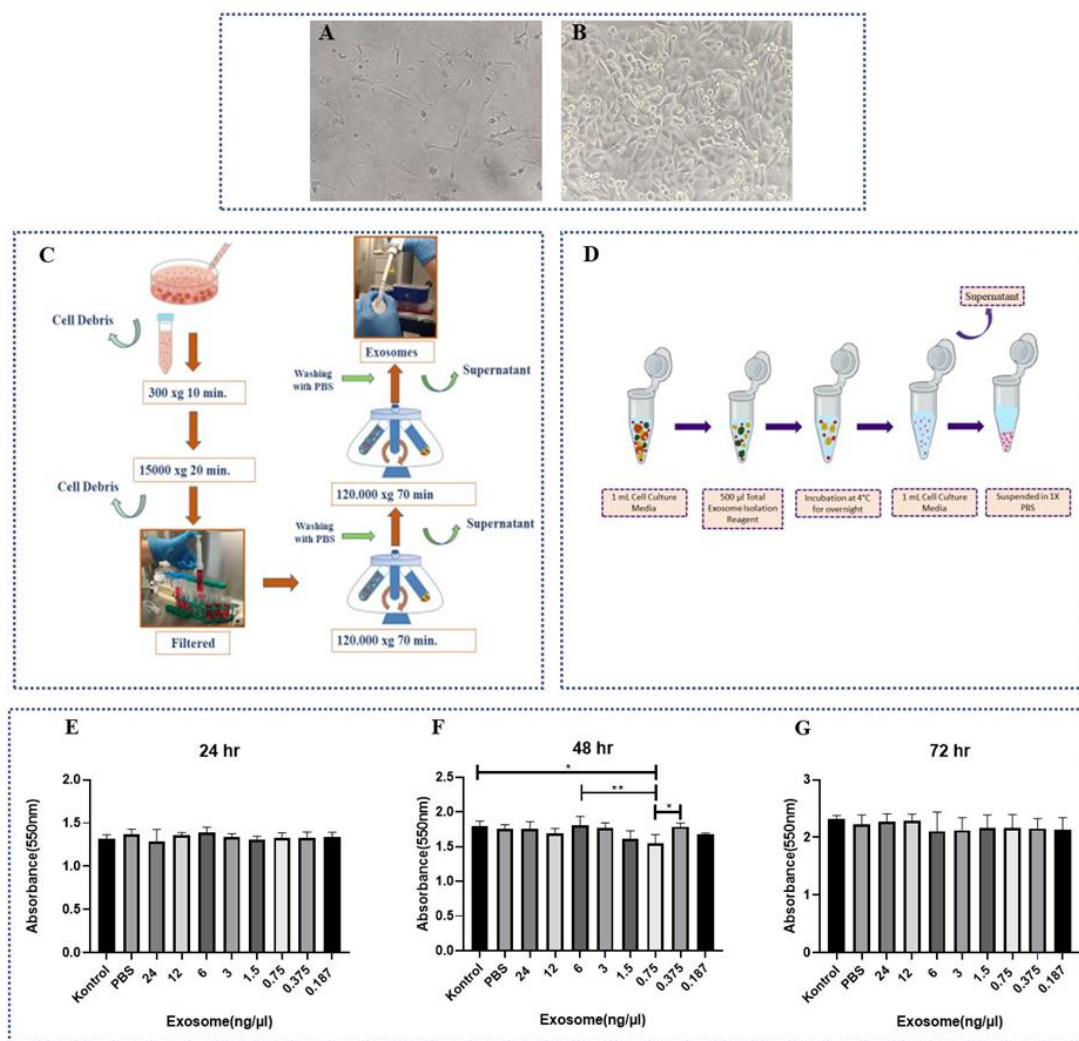 A
B
C
Cell Debris
300 xg 10 min.
15000 xg 20 min.
Cell Debris
Filtered
Exosomes
Washing
with PBS
Supernatant
120.000 xg 70 min
Washing
with PBS
Supernatant
120.000 xg 70 min.
D
Supernatant
1 mL Cell Culture
Media
500 µl Total
Exosome Isolation
Reagent
Incubation at 4°C
for overnight
1 mL Cell Culture
Media
Suspended in 1X
PBS
E
24 hr
Absorbance(550nm)
2.0
1.5
1.0
0.5
0.0
Kontrol
PBS
24
12
6
3
1.5
0.75
0.375
0.187
Exosome(ng/µl)
F
48 hr
*
**
*
Absorbance(550nm)
2.5
2.0
1.5
1.0
0.5
0.0
Kontrol
PBS
24
12
6
3
1.5
0.75
0.375
0.187
Exosome(ng/µl)
G
72 hr
Absorbance(550nm)
3
2
1
0
Kontrol
PBS
24
12
6
3
1.5
0.75
0.375
0.187
Exosome(ng/µl)